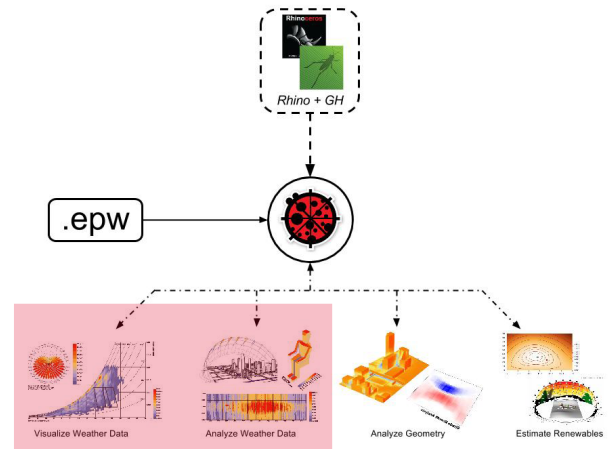 Rhinoceros
Rhino + GH
.epw
Visualize Weather Data
Analyze Weather Data
Analyze Geometry
Estimate Renewables